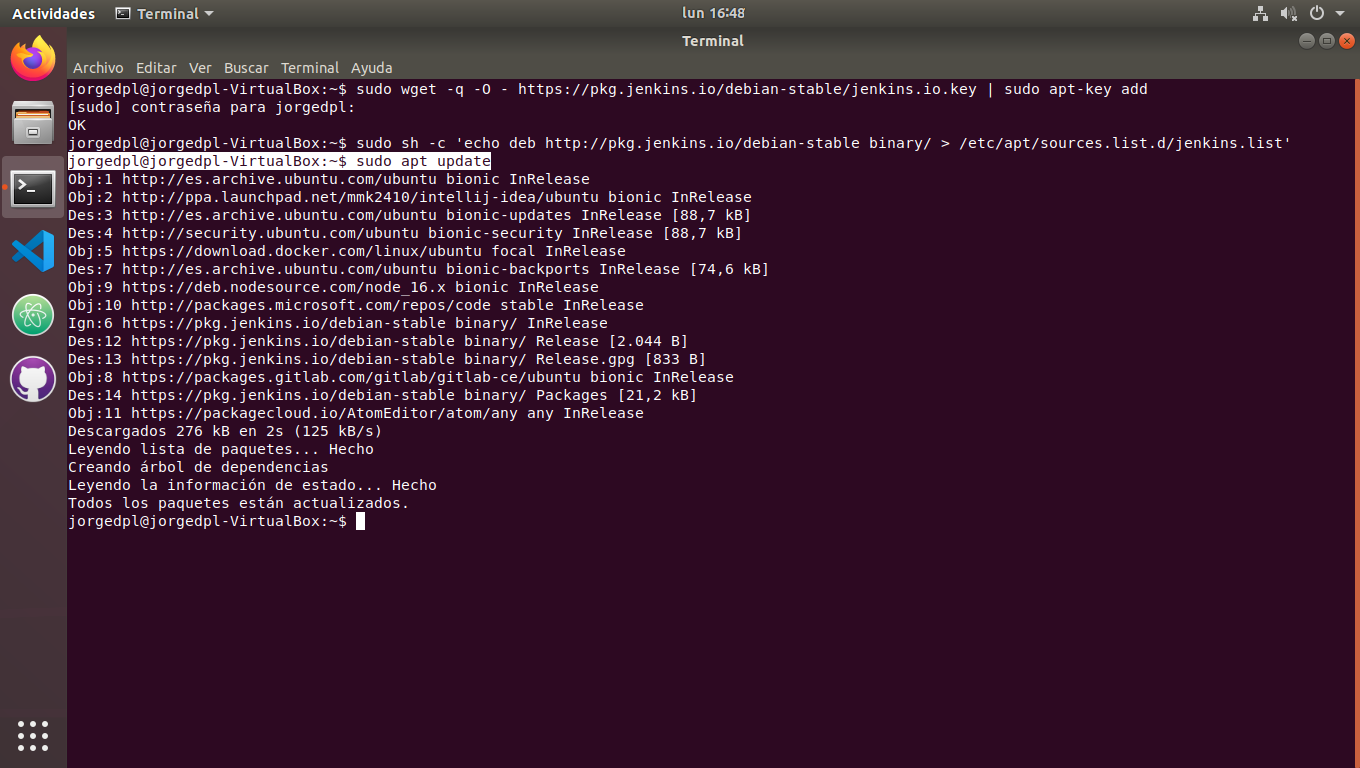 Actividades Terminal lun 16:48
Terminal
Archivo Editar Ver Buscar Terminal Ayuda
jorgedpl@jorgedpl-VirtualBox:~$ sudo wget -q -O - https://pkg.jenkins.io/debian-stable/jenkins.io.key | sudo apt-key add
[sudo] contraseña para jorgedpl:
OK
jorgedpl@jorgedpl-VirtualBox:~$ sudo sh -c 'echo deb http://pkg.jenkins.io/debian-stable binary/ > /etc/apt/sources.list.d/jenkins.list'
jorgedpl@jorgedpl-VirtualBox:~$ sudo apt update
Obj:1 http://es.archive.ubuntu.com/ubuntu bionic InRelease
Obj:2 http://ppa.launchpad.net/mmk2410/intellij-idea/ubuntu bionic InRelease
Des:3 http://es.archive.ubuntu.com/ubuntu bionic-updates InRelease [88,7 kB]
Des:4 http://security.ubuntu.com/ubuntu bionic-security InRelease [88,7 kB]
Obj:5 https://download.docker.com/linux/ubuntu focal InRelease
Des:7 http://es.archive.ubuntu.com/ubuntu bionic-backports InRelease [74,6 kB]
Obj:9 https://deb.nodesource.com/node_16.x bionic InRelease
Obj:10 http://packages.microsoft.com/repos/code stable InRelease
Ign:6 https://pkg.jenkins.io/debian-stable binary/ InRelease
Des:12 https://pkg.jenkins.io/debian-stable binary/ Release [2.044 B]
Des:13 https://pkg.jenkins.io/debian-stable binary/ Release.gpg [833 B]
Obj:8 https://packages.gitlab.com/gitlab/gitlab-ce/ubuntu bionic InRelease
Des:14 https://pkg.jenkins.io/debian-stable binary/ Packages [21,2 kB]
Obj:11 https://packagecloud.io/AtomEditor/atom/any any InRelease
Descargados 276 kB en 2s (125 kB/s)
Leyendo lista de paquetes... Hecho
Creando árbol de dependencias
Leyendo la información de estado... Hecho
Todos los paquetes están actualizados.
jorgedpl@jorgedpl-VirtualBox:~$